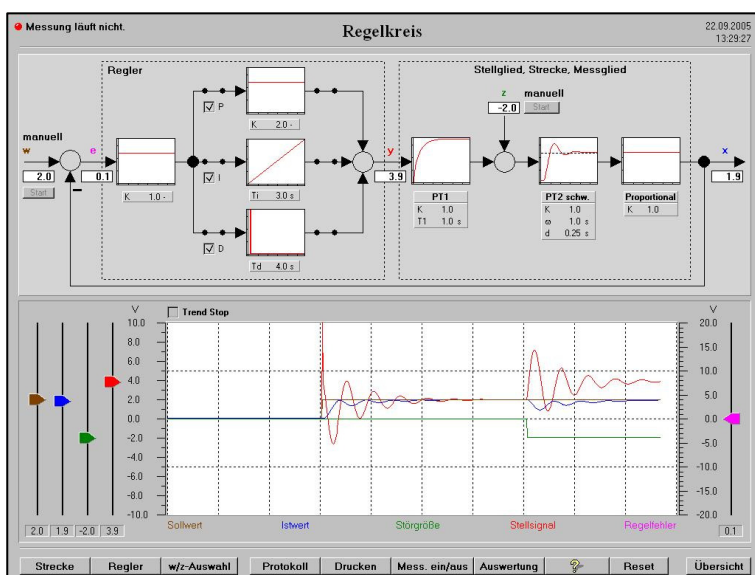 Messung läuft nicht.
Regelkreis
22.09.2005
13:29:27
Regler
Stellglied, Strecke, Messglied
manuell
w
2.0
Start
e
0.1
K 1.0 -
P
K 2.0 -
I
Ti 3.0 s
D
Td 4.0 s
y
3.9
PT1
K 1.0
T1 1.0 s
z
manuell
-2.0
Start
PT2 schw.
K 1.0
ω 1.0 s
d 0.25 s
Proportional
K 1.0
x
1.9
V
Trend Stop
V
10.0
8.0
6.0
4.0
2.0
-0.0
-2.0
-4.0
-6.0
-8.0
-10.0
20.0
15.0
10.0
5.0
0.0
-5.0
-10.0
-15.0
-20.0
2.0 1.9 -2.0 3.9
Sollwert Istwert Störgröße Stellsignal Regelfehler
0.1
Strecke Regler w/z-Auswahl Protokoll Drucken Mess. ein/aus Auswertung ? Reset Übersicht